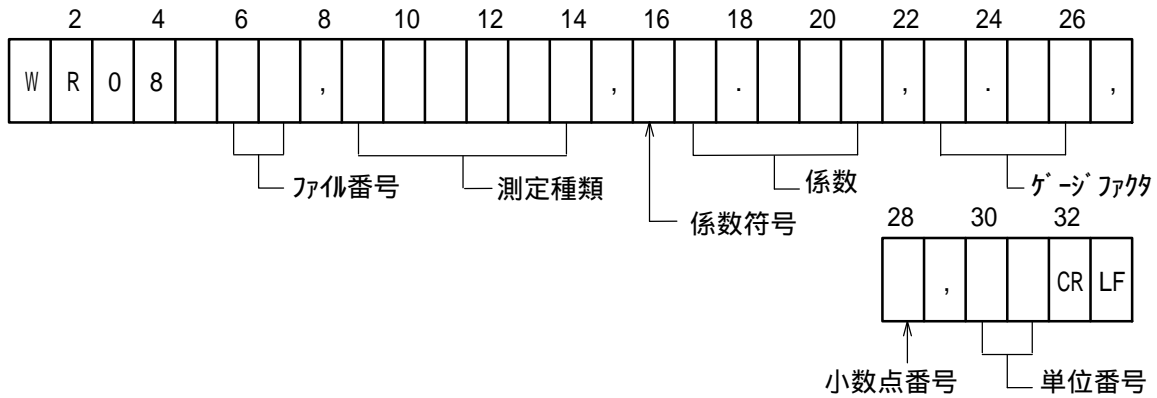 2 4 6 8 10 12 14 16 18 20 22 24 26
W R 0 8 , , . , . ,
ファイル番号 測定種類 係数 ゲージファクタ
係数符号
28 30 32
, CR LF
小数点番号 単位番号